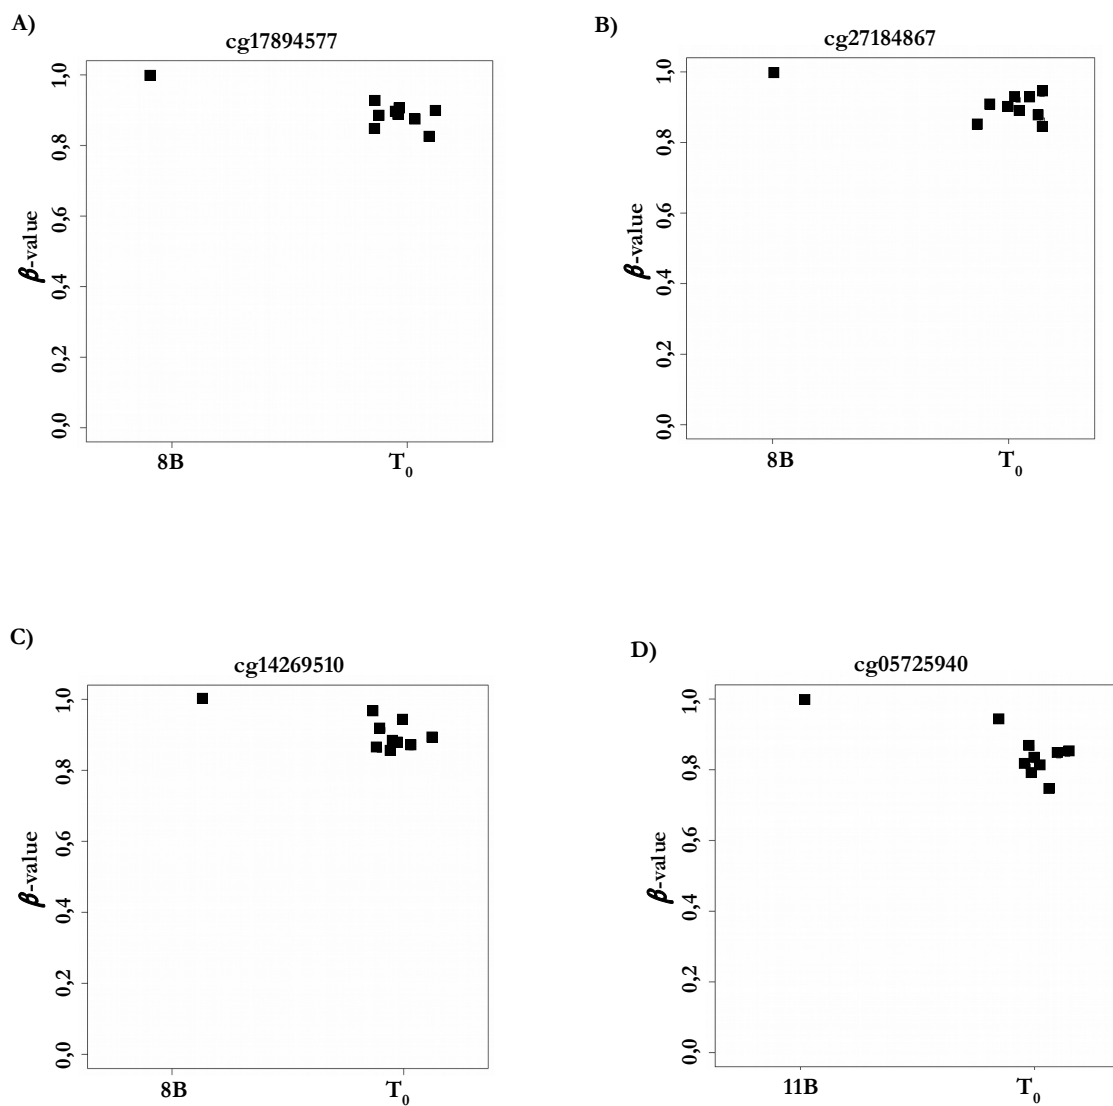 A)
cg17894577
1,0
0,8
0,6
0,4
0,2
0,0
β-value
8B
T0
B)
cg27184867
1,0
0,8
0,6
0,4
0,2
0,0
β-value
8B
T0
C)
cg14269510
1,0
0,8
0,6
0,4
0,2
0,0
β-value
8B
T0
D)
cg05725940
1,0
0,8
0,6
0,4
0,2
0,0
β-value
11B
T0